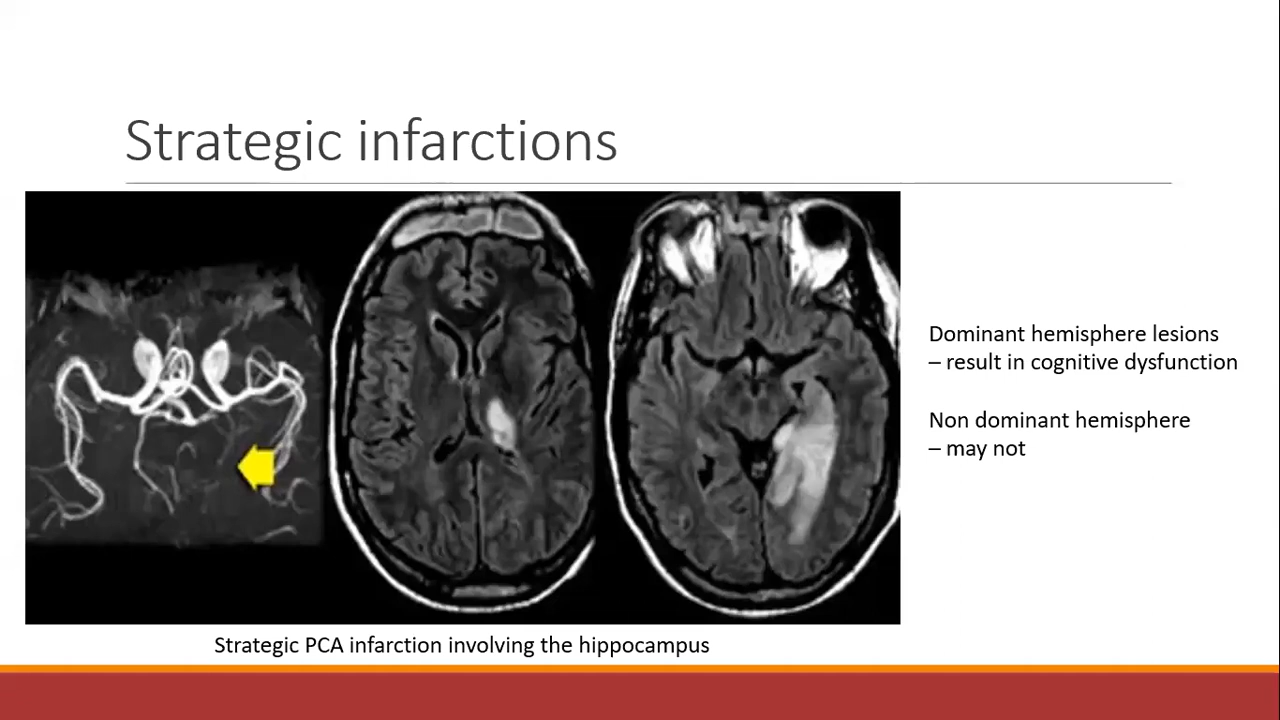 Strategic infarctions
Dominant hemisphere lesions
– result in cognitive dysfunction
Non dominant hemisphere
– may not
Strategic PCA infarction involving the hippocampus